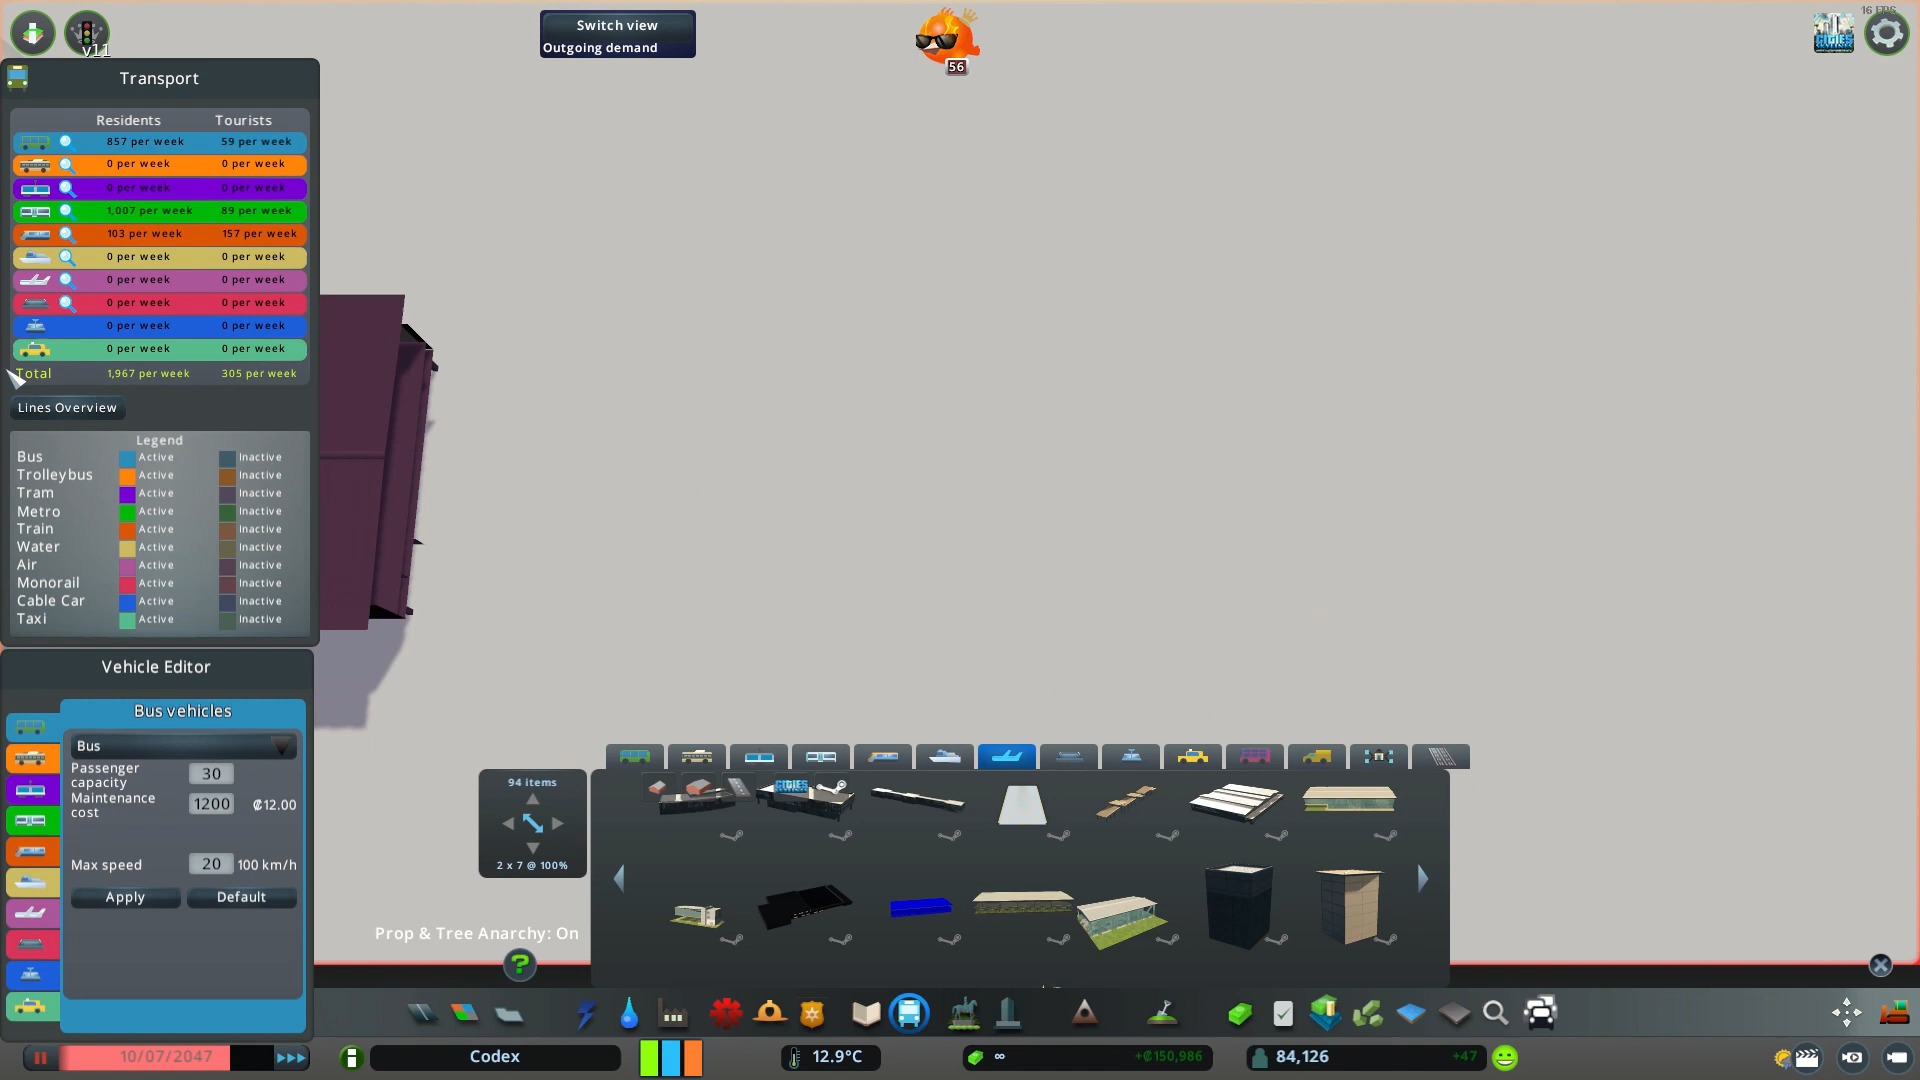 16 FPS
Switch view
Outgoing demand
56
v11
Transport
Residents Tourists
857 per week 59 per week
0 per week 0 per week
0 per week 0 per week
1,007 per week 89 per week
103 per week 157 per week
0 per week 0 per week
0 per week 0 per week
0 per week 0 per week
0 per week 0 per week
0 per week 0 per week
Total 1,967 per week 305 per week
Lines Overview
Legend
Bus Active Inactive
Trolleybus Active Inactive
Tram Active Inactive
Metro Active Inactive
Train Active Inactive
Water Active Inactive
Air Active Inactive
Monorail Active Inactive
Cable Car Active Inactive
Taxi Active Inactive
Vehicle Editor
Bus vehicles
Bus
Passenger capacity 30
Maintenance cost 1200 ₡12.00
Max speed 20 100 km/h
Apply Default
94 items
2 x 7 @ 100%
CITIES
CITIES
Prop & Tree Anarchy: On
?
10/07/2047
Codex
12.9°C
∞ +₡150,986
84,126 +47